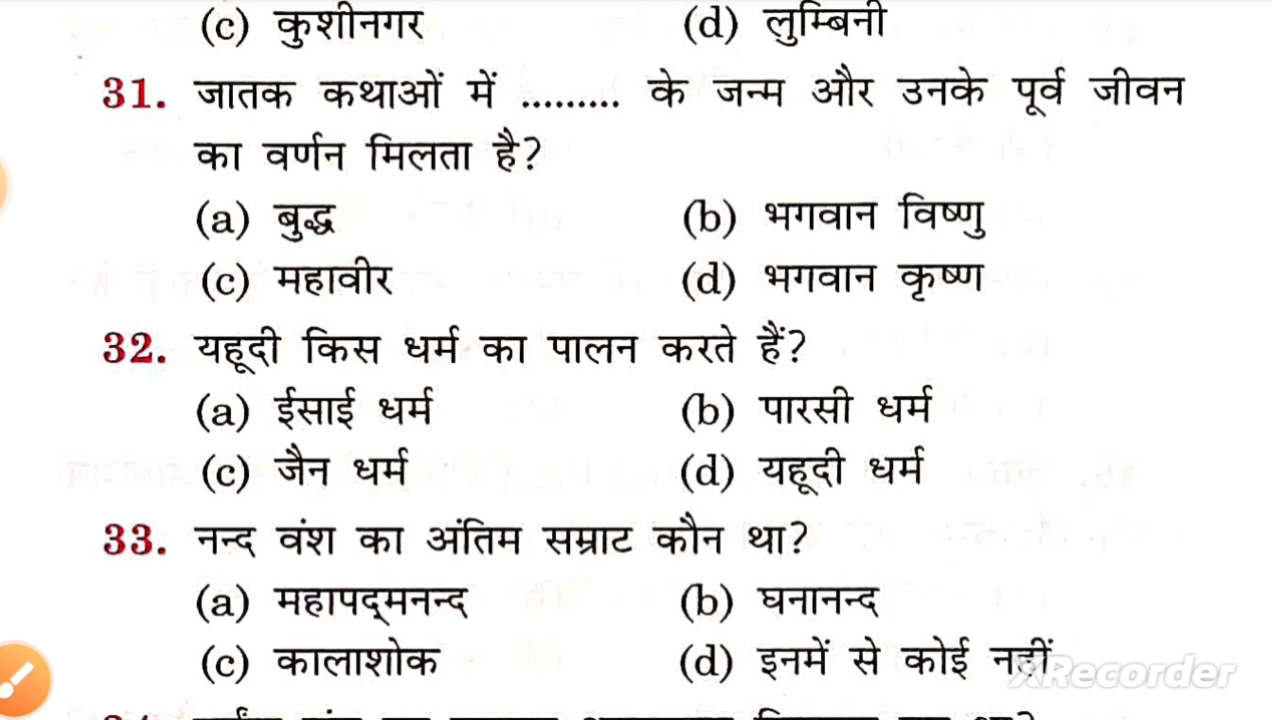 (c) कुशीनगर (d) लुम्बिनी
31. जातक कथाओं में ......... के जन्म और उनके पूर्व जीवन
का वर्णन मिलता है?
(a) बुद्ध (b) भगवान विष्णु
(c) महावीर (d) भगवान कृष्ण
32. यहूदी किस धर्म का पालन करते हैं?
(a) ईसाई धर्म (b) पारसी धर्म
(c) जैन धर्म (d) यहूदी धर्म
33. नन्द वंश का अंतिम सम्राट कौन था?
(a) महापद्मनन्द (b) घनानन्द
(c) कालाशोक (d) इनमें से कोई नहीं
XRecorder